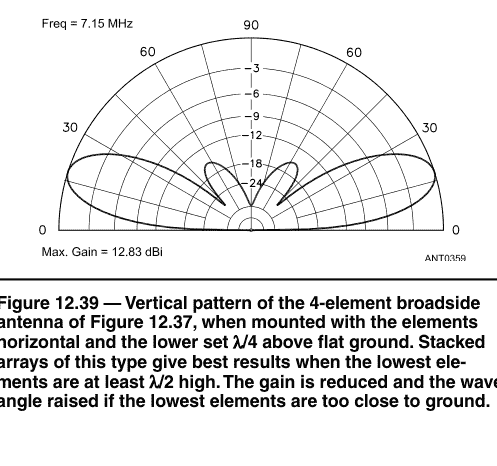 Freq = 7.15 MHz
90
60
60
30
30
−3
−6
−9
−12
−18
−24
0
0
Max. Gain = 12.83 dBi
ANT0359
Figure 12.39 — Vertical pattern of the 4-element broadside
antenna of Figure 12.37, when mounted with the elements
horizontal and the lower set λ/4 above flat ground. Stacked
arrays of this type give best results when the lowest ele-
ments are at least λ/2 high. The gain is reduced and the wave
angle raised if the lowest elements are too close to ground.